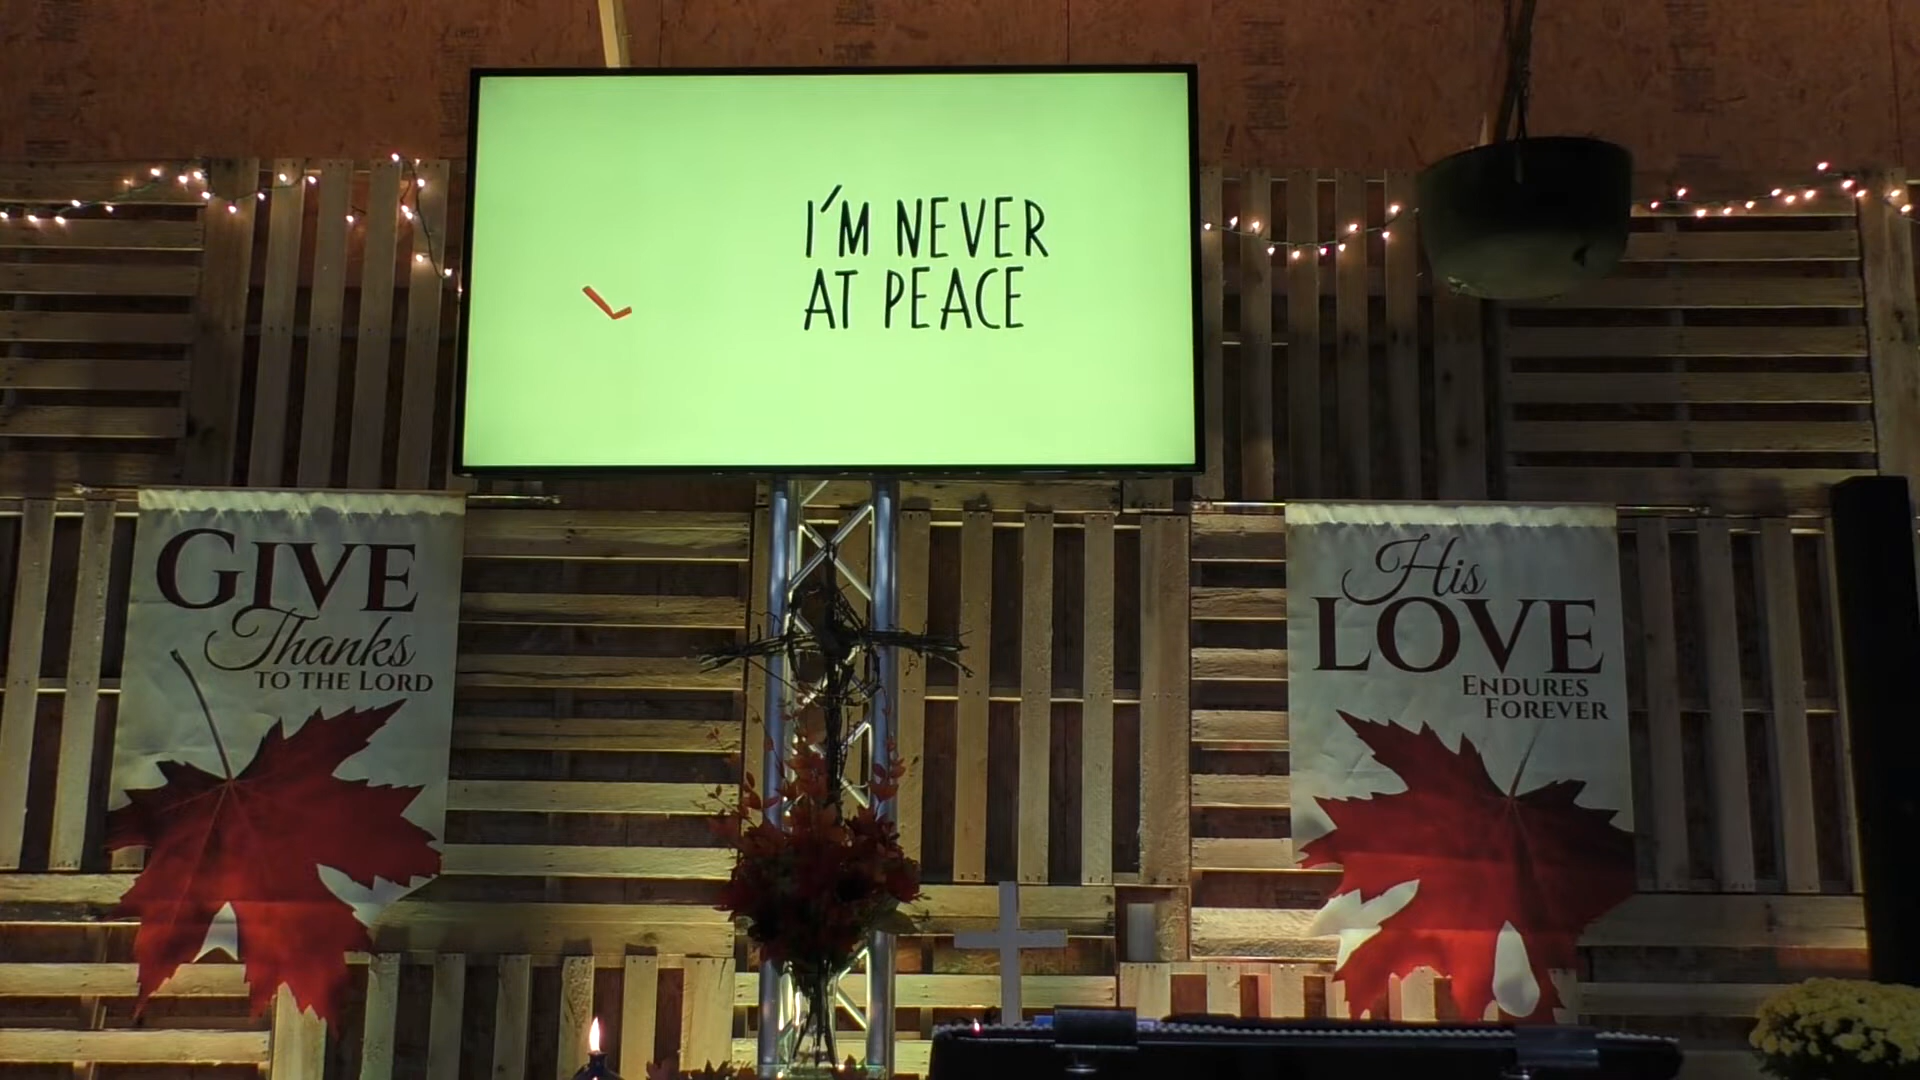 I'M NEVER
AT PEACE
GIVE
Thanks
TO THE LORD
His
LOVE
ENDURES
FOREVER